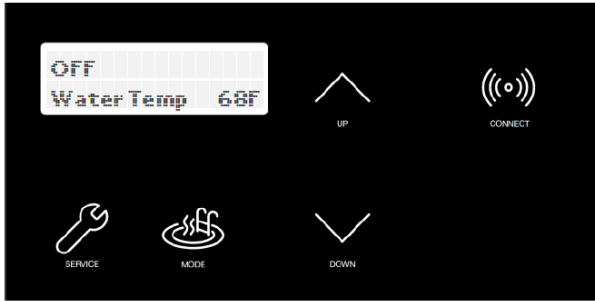 OFF
Water Temp 68F
UP
CONNECT
SERVICE
MODE
DOWN